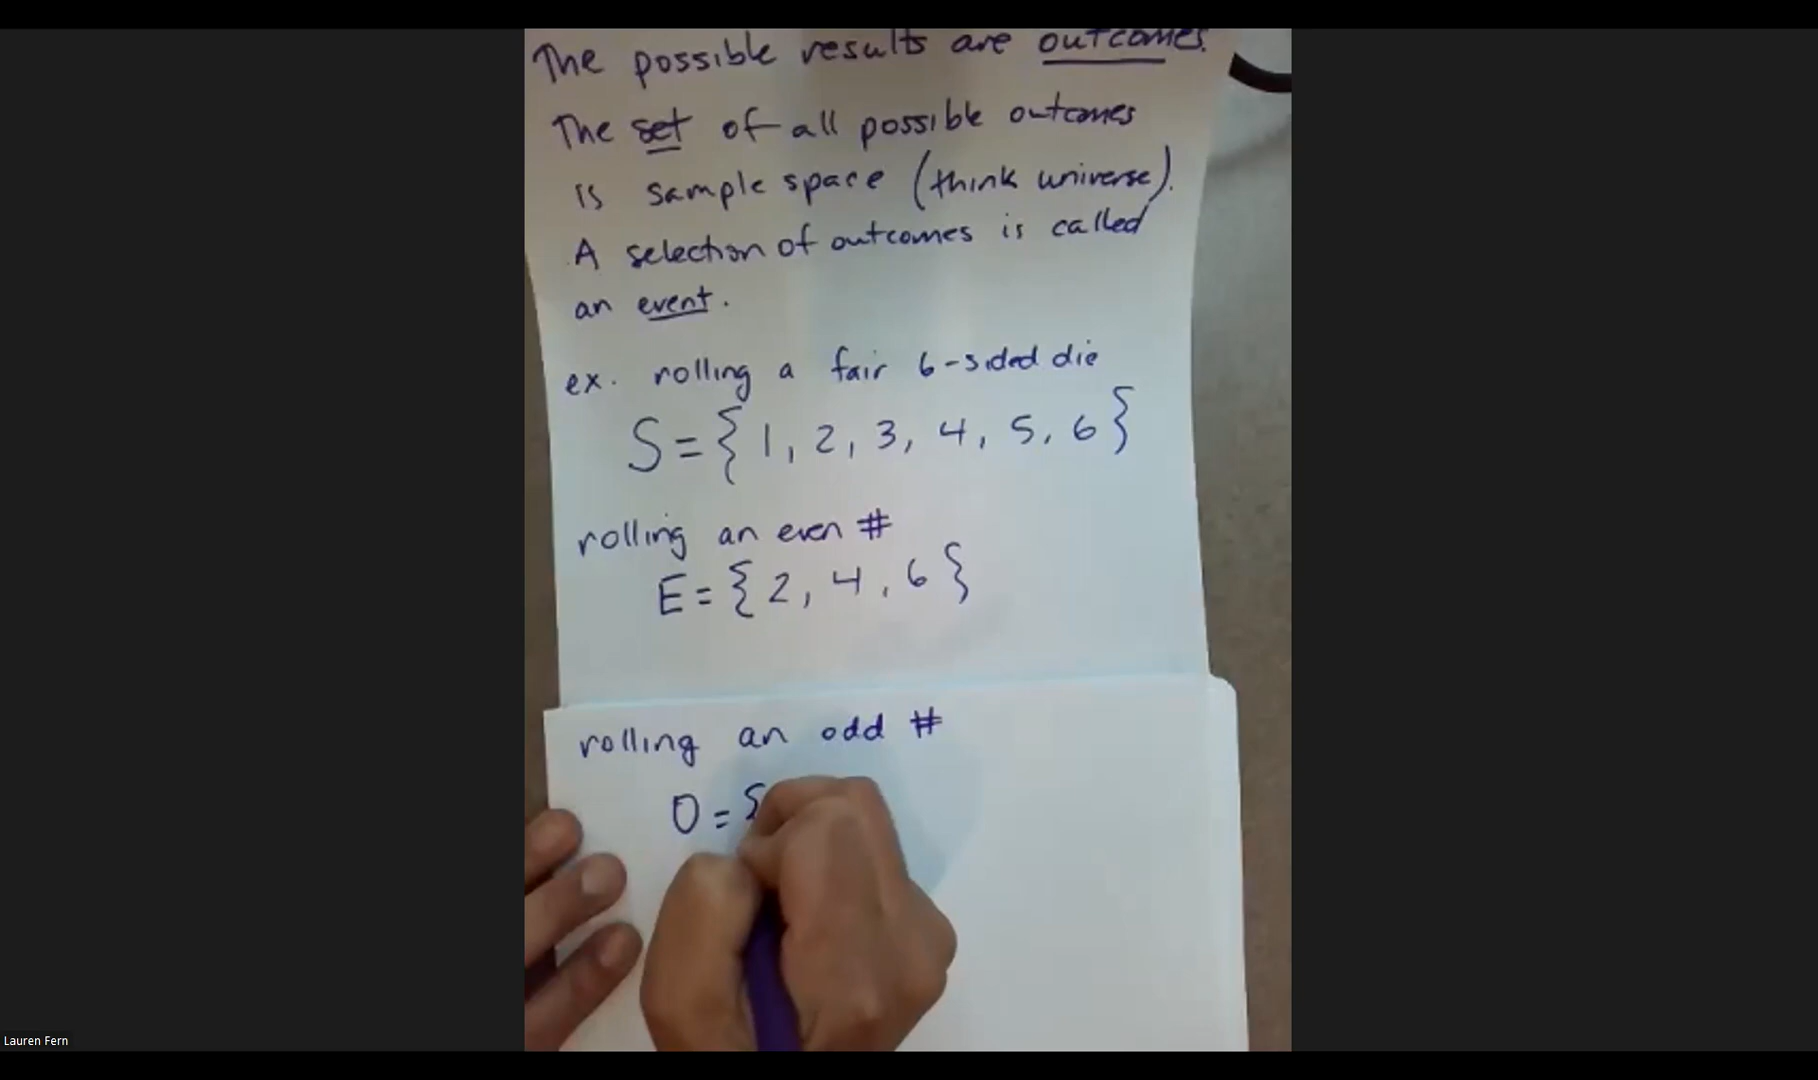 The possible results are outcomes.
The set of all possible outcomes
is sample space (think universe).
A selection of outcomes is called
an event.
ex. rolling a fair 6-sided die
S = { 1, 2, 3, 4, 5, 6 }
rolling an even #
E = { 2, 4, 6 }
rolling an odd #
O = {
Lauren Fern